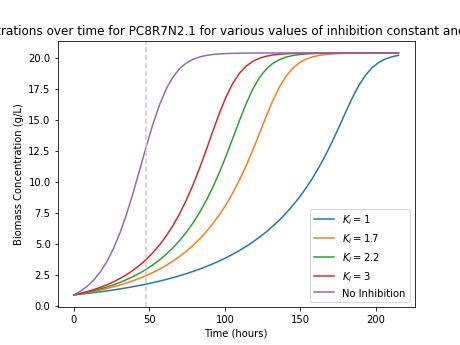 over time for PC8R7N2.1 for various values of inhibition constant
20.0
17.5
15.0
12.5
10.0
7.5
5.0
2.5
0.0
Biomass Concentration (g/L)
K_i = 1
K_i = 1.7
K_i = 2.2
K_i = 3
No Inhibition
0
50
100
150
200
Time (hours)